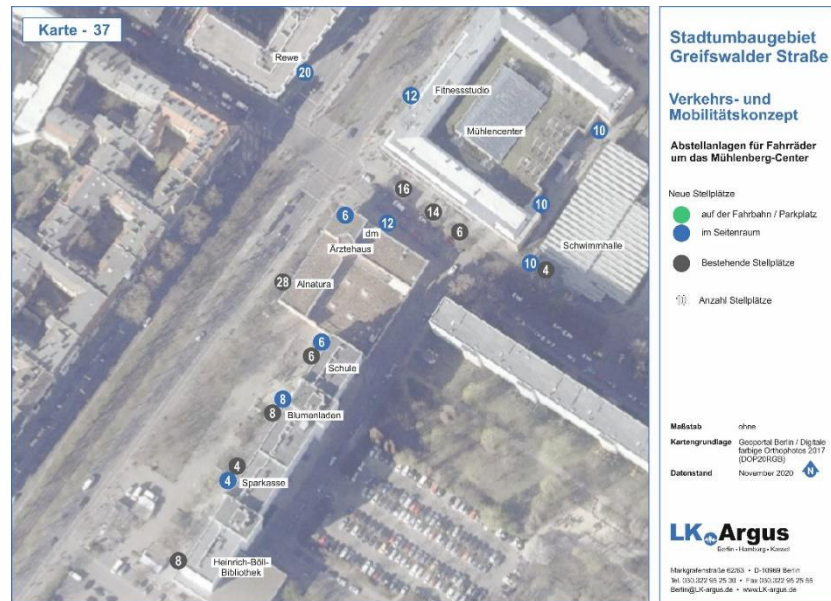 Karte - 37
Rewe
20
12
Fitnessstudio
Mühlencenter
10
16
14
6
10
6
12
dm
Ärztehaus
Schwimmhalle
10
4
28
Alnatura
6
6
Schule
8
8
Blumenladen
4
4
Sparkasse
8
Heinrich-Böll-
Bibliothek
Stadtumbaugebiet
Greifswalder Straße
Verkehrs- und
Mobilitätskonzept
Abstellanlagen für Fahrräder
um das Mühlenberg-Center
Neue Stellplätze
auf der Fahrbahn / Parkplatz
im Seitenraum
Bestehende Stellplätze
10 Anzahl Stellplätze
Maßstab ohne
Kartengrundlage Geoportal Berlin / Digitale
farbige Orthophotos 2017
(DOP20RGB)
Datenstand November 2020
N
LK Argus
Berlin • Hamburg • Kassel
Markgrafenstraße 62/63 • D-10969 Berlin
Tel. 030.322 95 25 30 • Fax 030.322 95 25 55
Berlin@LK-argus.de • www.LK-argus.de